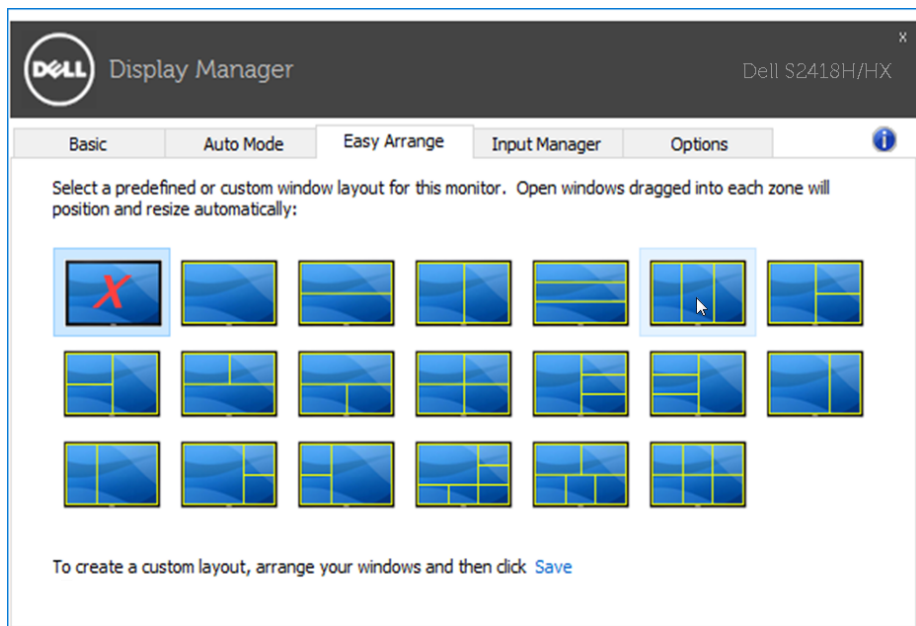 X
DELL
Display Manager
Dell S2418H/HX
Basic
Auto Mode
Easy Arrange
Input Manager
Options
i
Select a predefined or custom window layout for this monitor. Open windows dragged into each zone will
position and resize automatically:
X
To create a custom layout, arrange your windows and then click Save